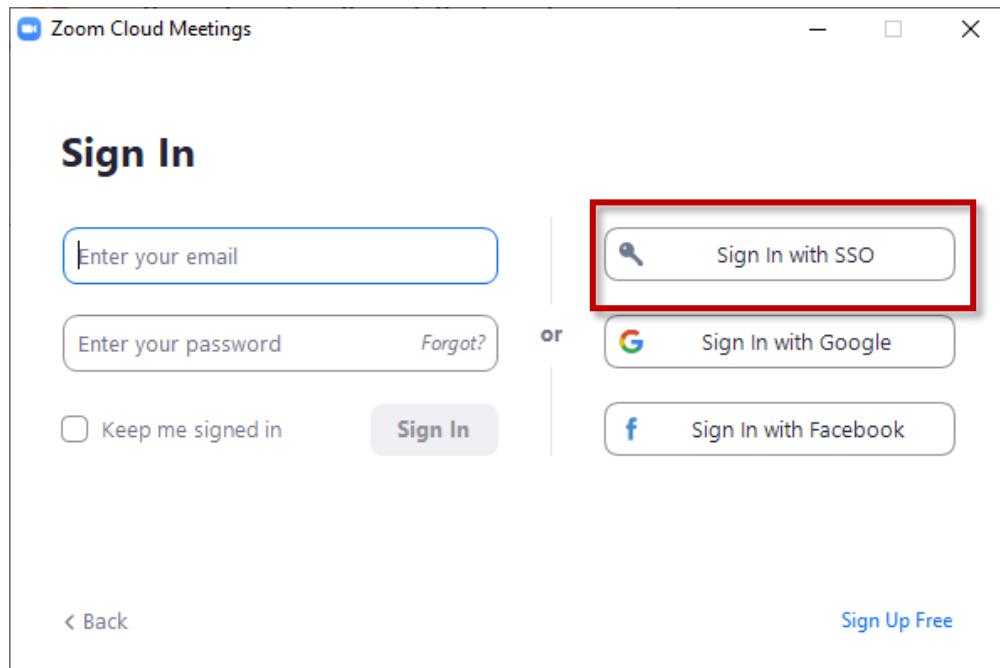 Zoom Cloud Meetings
Sign In
Enter your email
Enter your password
Forgot?
Keep me signed in
Sign In
or
Sign In with SSO
Sign In with Google
Sign In with Facebook
< Back
Sign Up Free